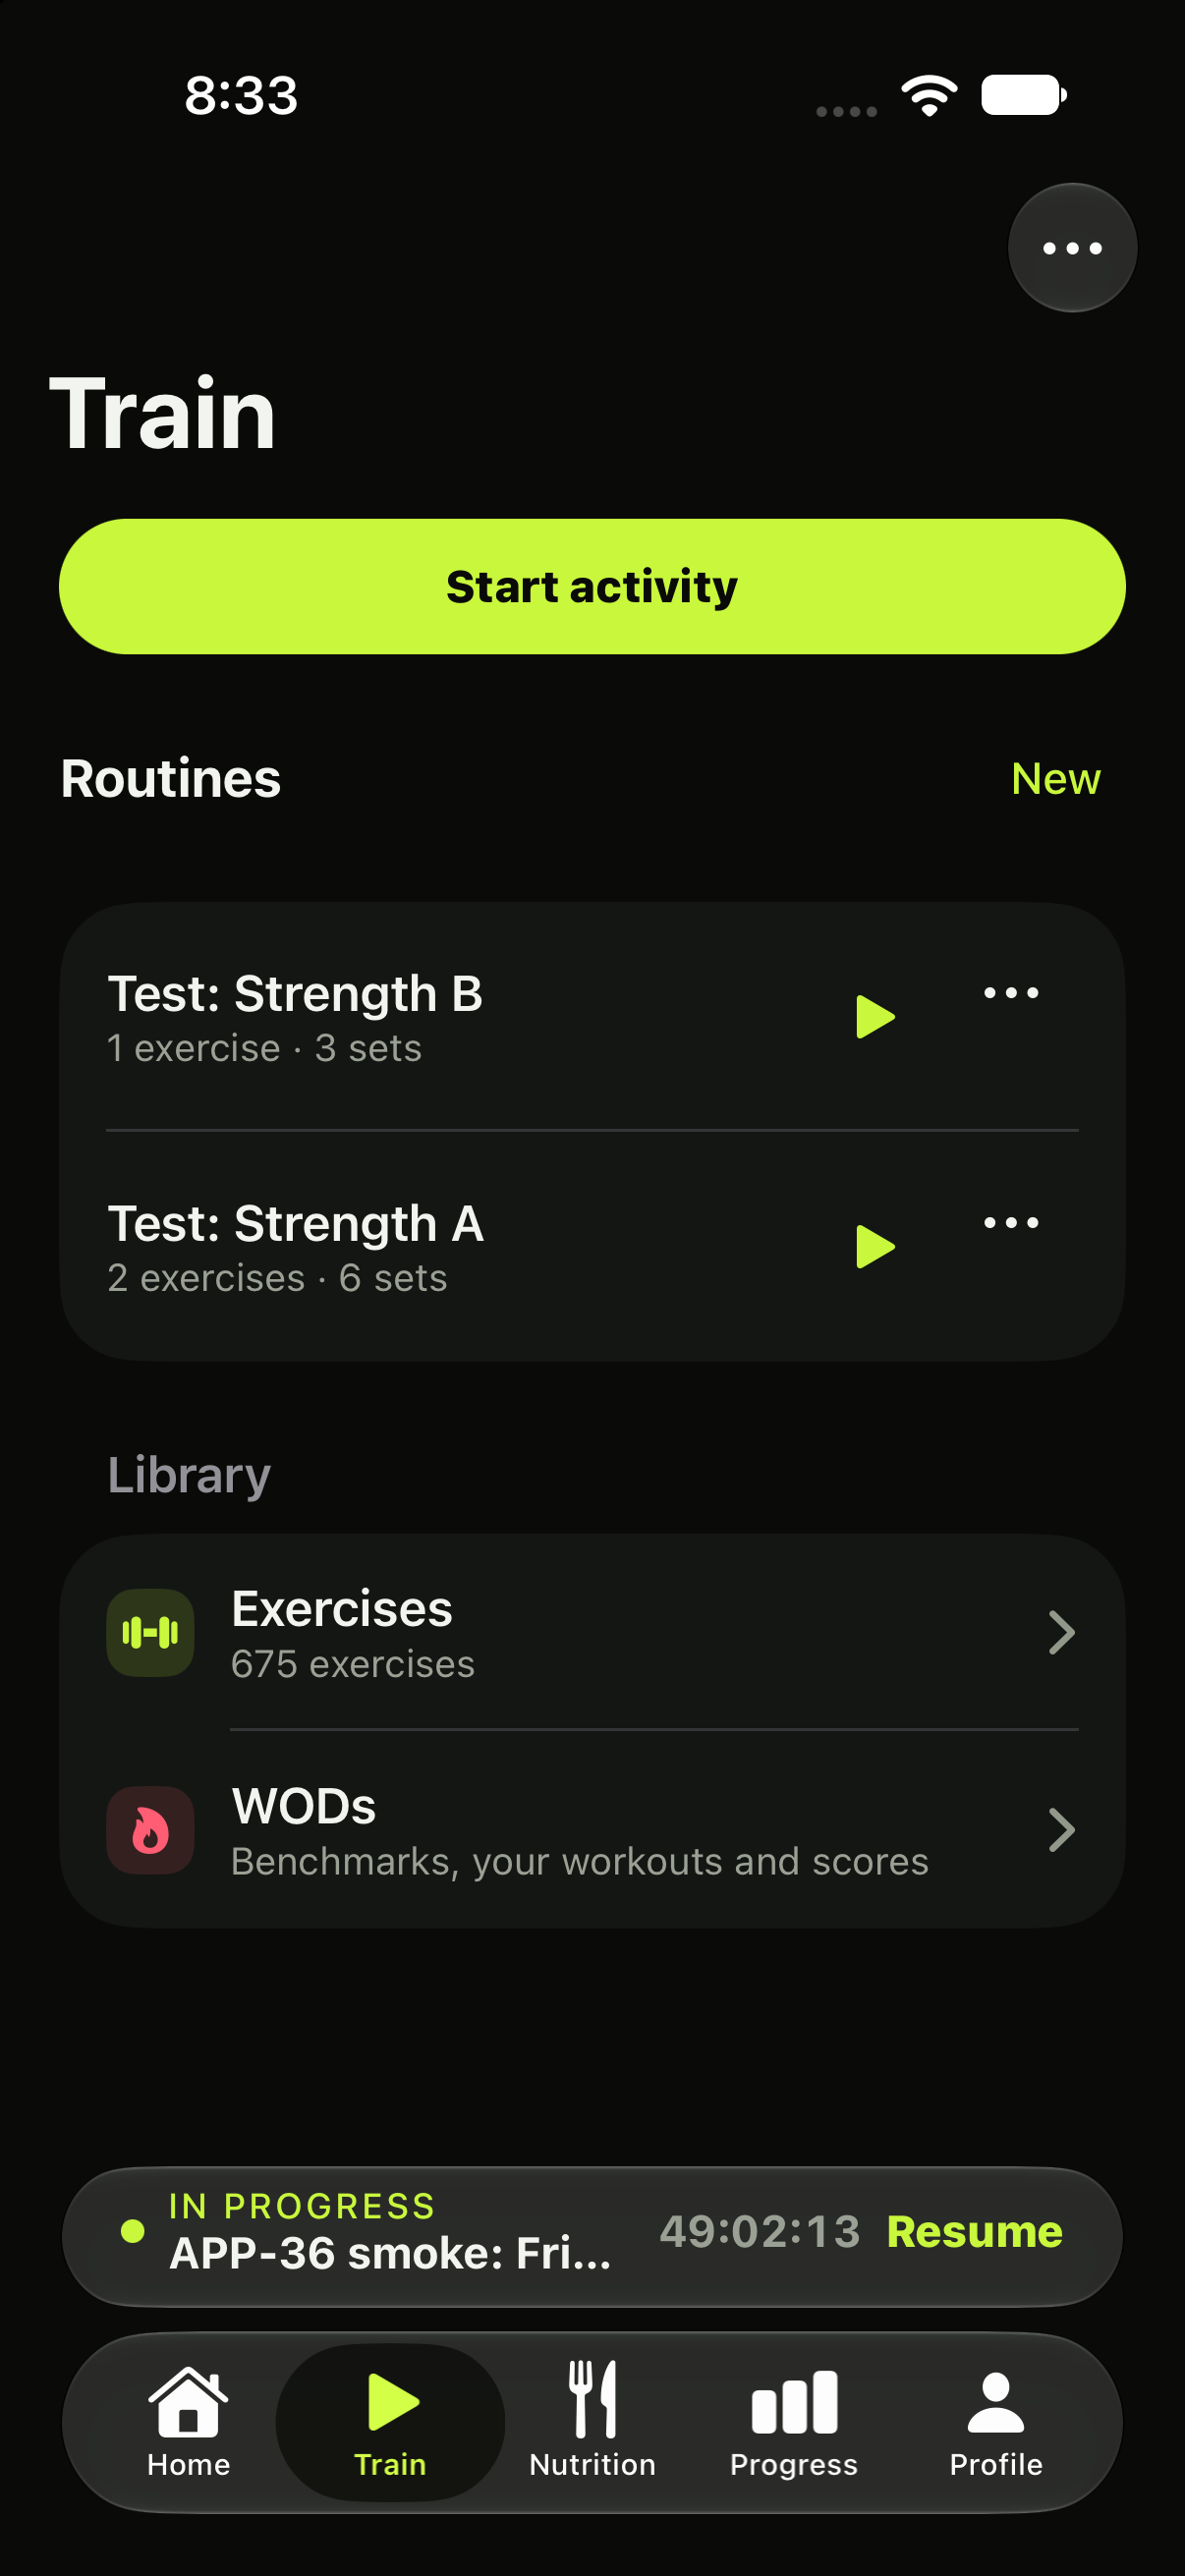 8:33
Train
Start activity
Routines
New
Test: Strength B
1 exercise · 3 sets
Test: Strength A
2 exercises · 6 sets
Library
Exercises
675 exercises
WODs
Benchmarks, your workouts and scores
IN PROGRESS
APP-36 smoke: Fri...
49:02:13
Resume
Home
Train
Nutrition
Progress
Profile